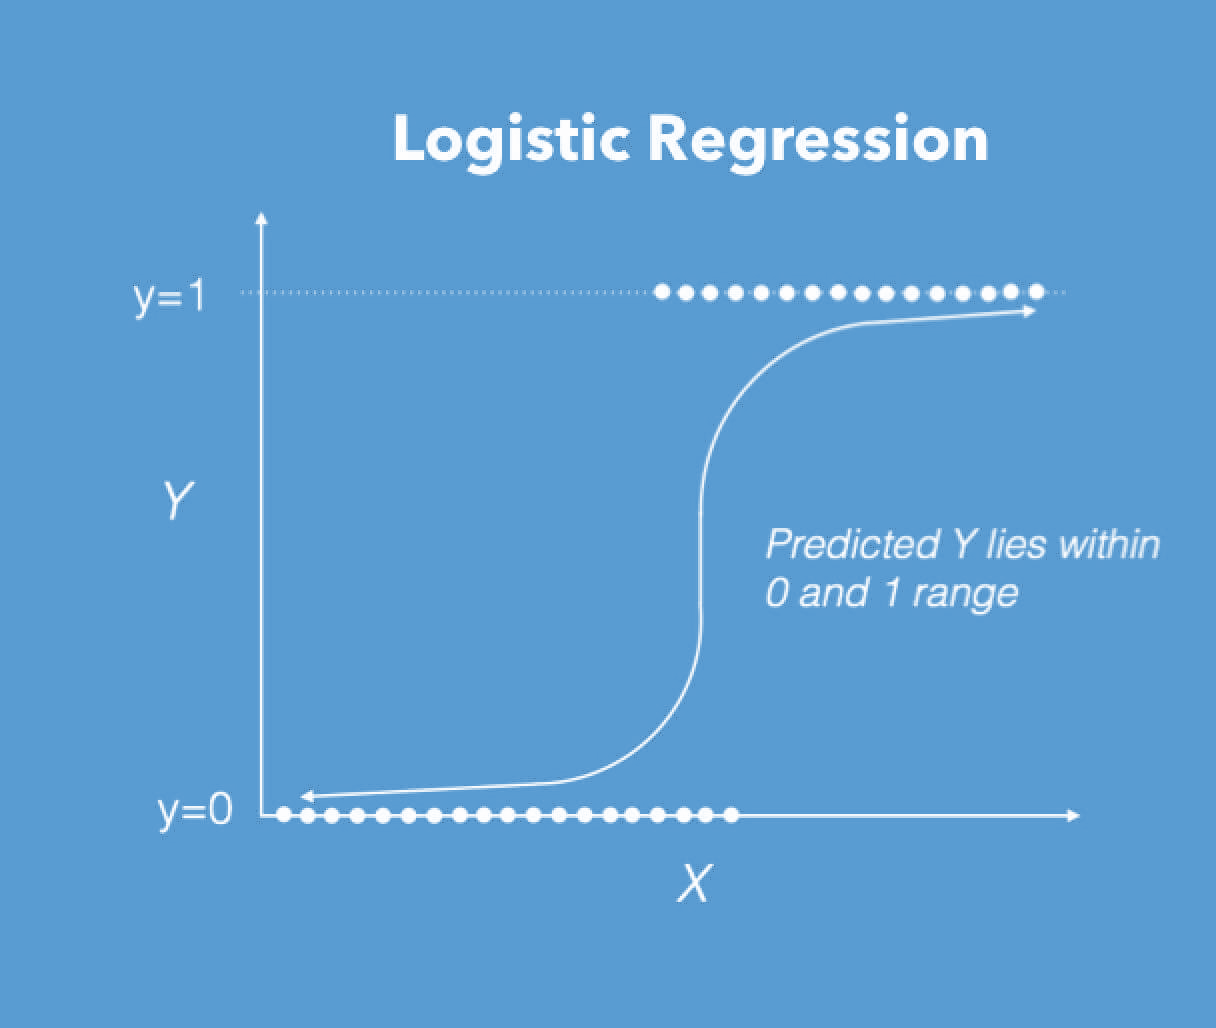 Logistic Regression
y=1
Y
Predicted Y lies within
0 and 1 range
y=0
X